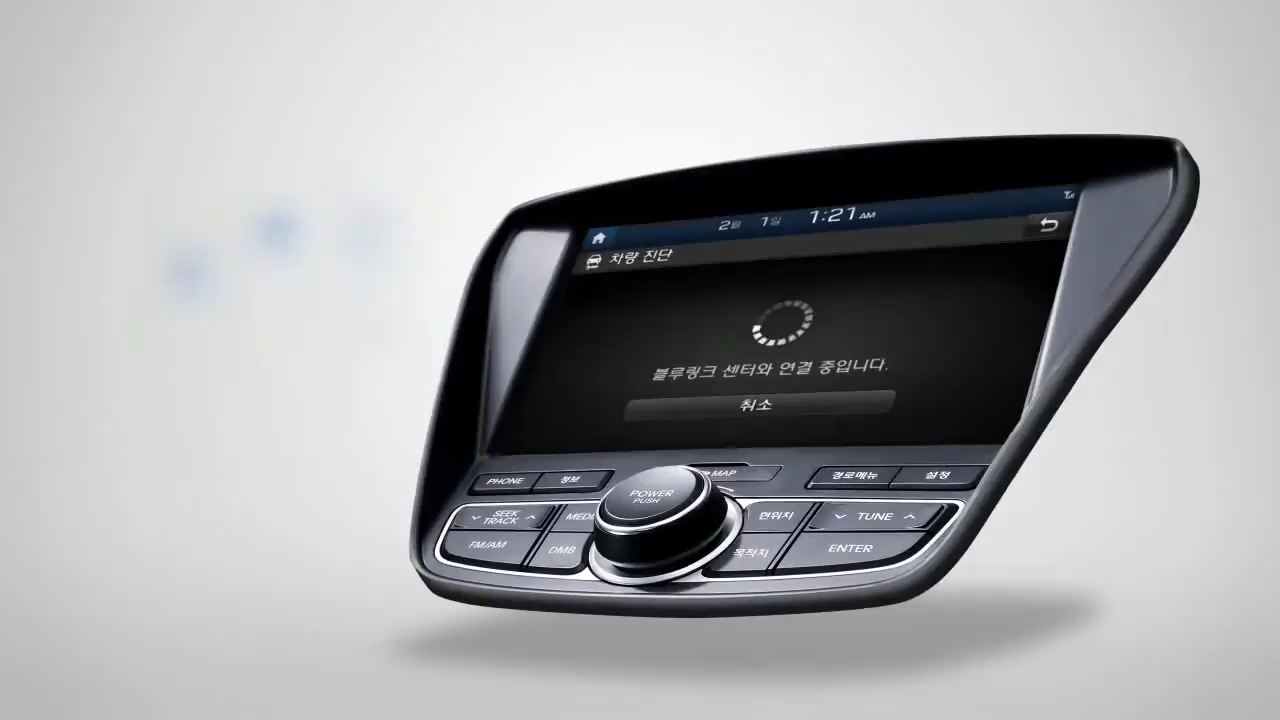 2월 1일 1:21 AM
차량 진단
블루링크 센터와 연결 중입니다.
취소
PHONE 정보 MAP 경로메뉴 설정
POWER
PUSH
SEEK
TRACK
현위치 TUNE
FM/AM DMB 목적지 ENTER